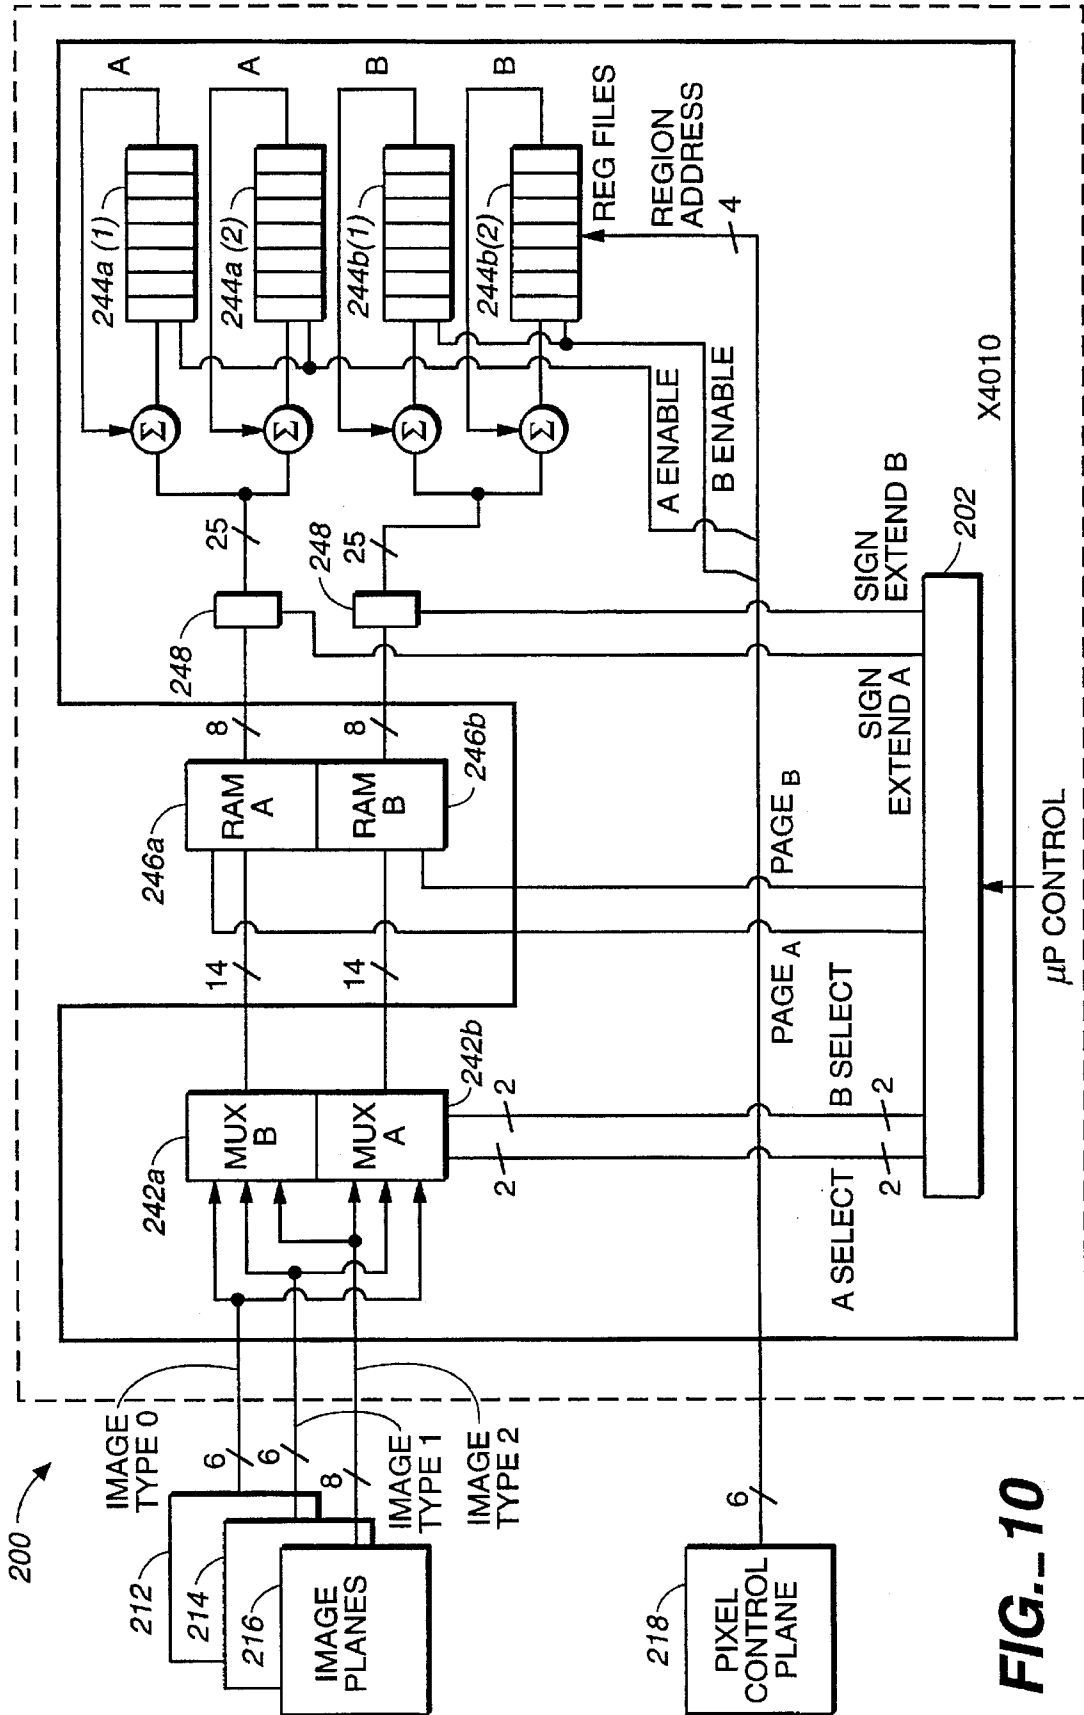 200
212
214
216
IMAGE
PLANES
218
PIXEL
CONTROL
PLANE
IMAGE
TYPE 0
6
6
8
IMAGE
TYPE 1
IMAGE
TYPE 2
6
242a
MUX
B
MUX
A
242b
2
2
A SELECT
2
B SELECT
2
14
14
246a
RAM
A
RAM
B
246b
PAGE A
PAGE B
8
8
248
248
25
25
SIGN
EXTEND A
SIGN
EXTEND B
202
µP CONTROL
Σ
Σ
Σ
Σ
244a (1)
244a (2)
244b(1)
244b(2)
A
A
B
B
REG FILES
REGION
ADDRESS
4
A ENABLE
B ENABLE
X4010
FIG._10